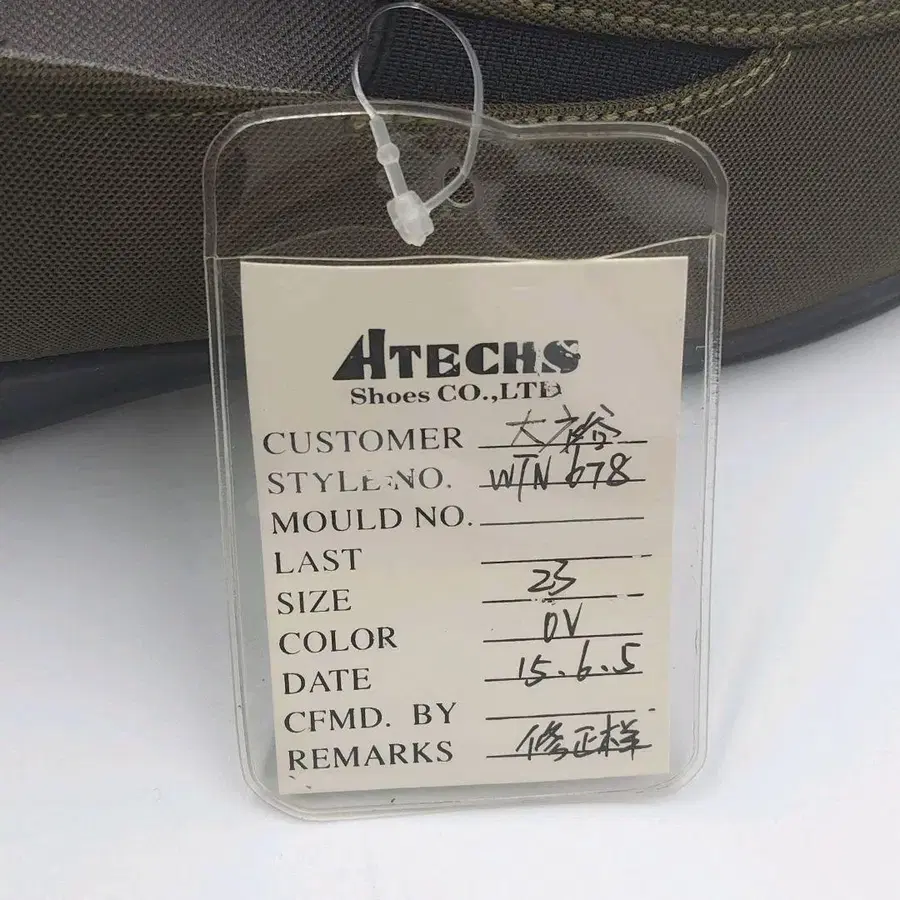 ATECHS
Shoes CO.,LTD
CUSTOMER 大裕
STYLE NO. WTN 678
MOULD NO.
LAST
SIZE 23
COLOR OV
DATE 15.6.5
CFMD. BY
REMARKS 修正样